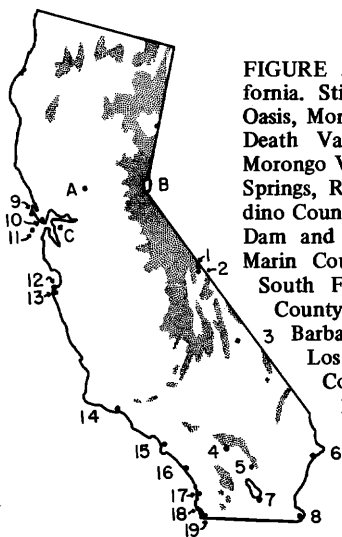 FIGURE
fornia. Sti
Oasis, Mor
Death Va
Morongo V
Springs, R
dino Coun
Dam and
Marin Cou
South F
County
Barba
Los
Co
A
B
C
1
2
3
4
5
6
7
8
9
10
11
12
13
14
15
16
17
18
19